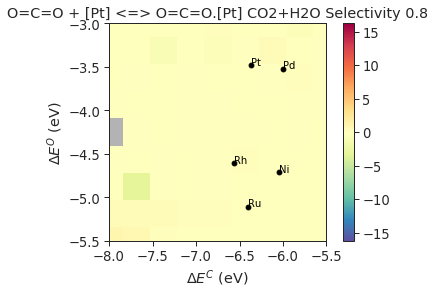 O=C=O + [Pt] <=> O=C=O.[Pt] CO2+H2O Selectivity 0.8
−3.0
−3.5
−4.0
−4.5
−5.0
−5.5
ΔE^O (eV)
Pt
Pd
Rh
Ni
Ru
−8.0 −7.5 −7.0 −6.5 −6.0 −5.5
ΔE^C (eV)
15
10
5
0
−5
−10
−15